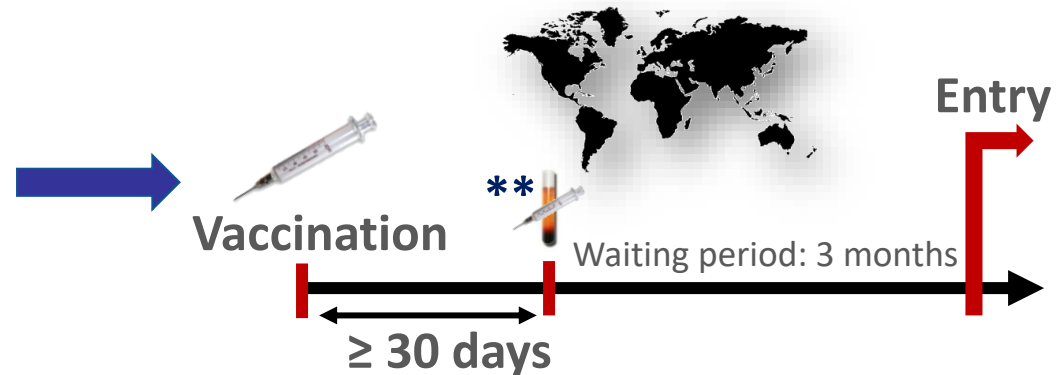 Entry
**
Vaccination
Waiting period: 3 months
≥ 30 days